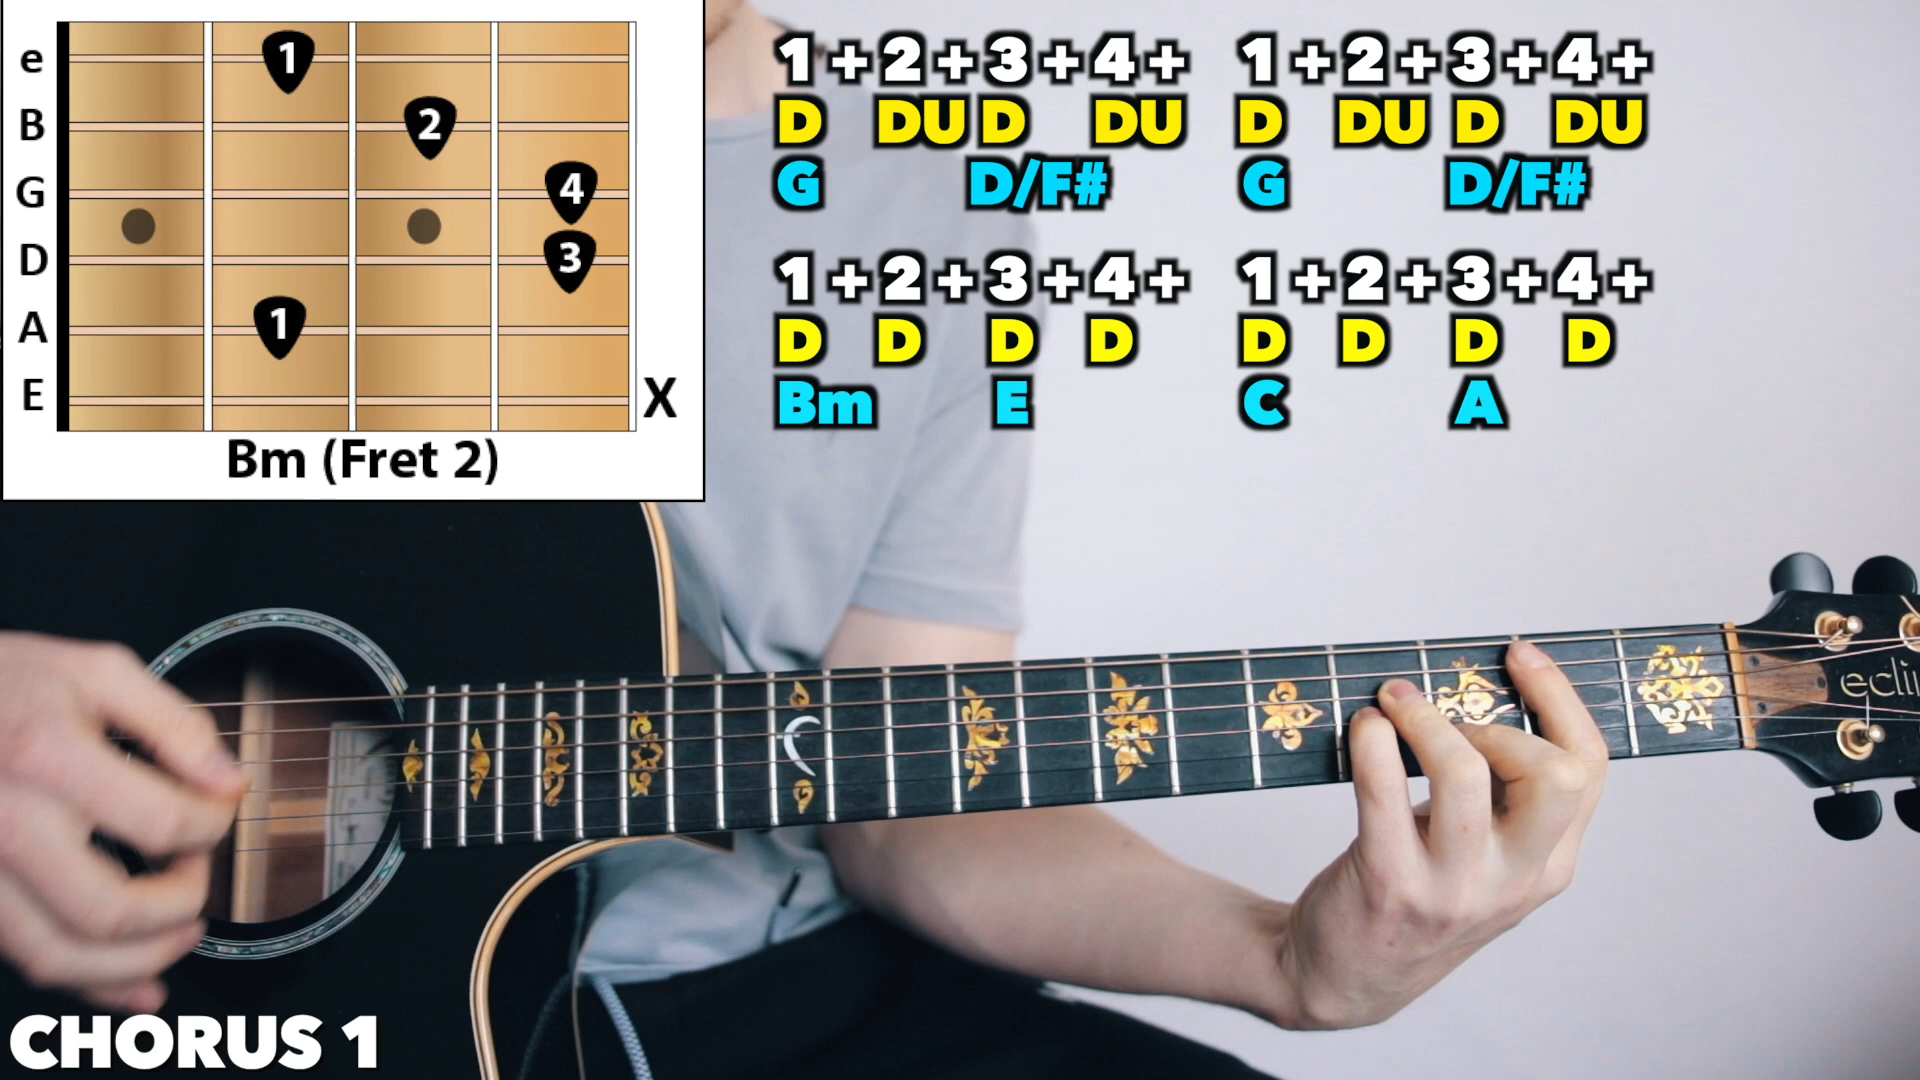 e
1
B
2
G
4
D
3
A
1
E
X
Bm (Fret 2)
1 + 2 + 3 + 4 + 1 + 2 + 3 + 4 +
D DU D DU D DU D DU
G D/F# G D/F#
1 + 2 + 3 + 4 + 1 + 2 + 3 + 4 +
D D D D D D D D
Bm E C A
CHORUS 1